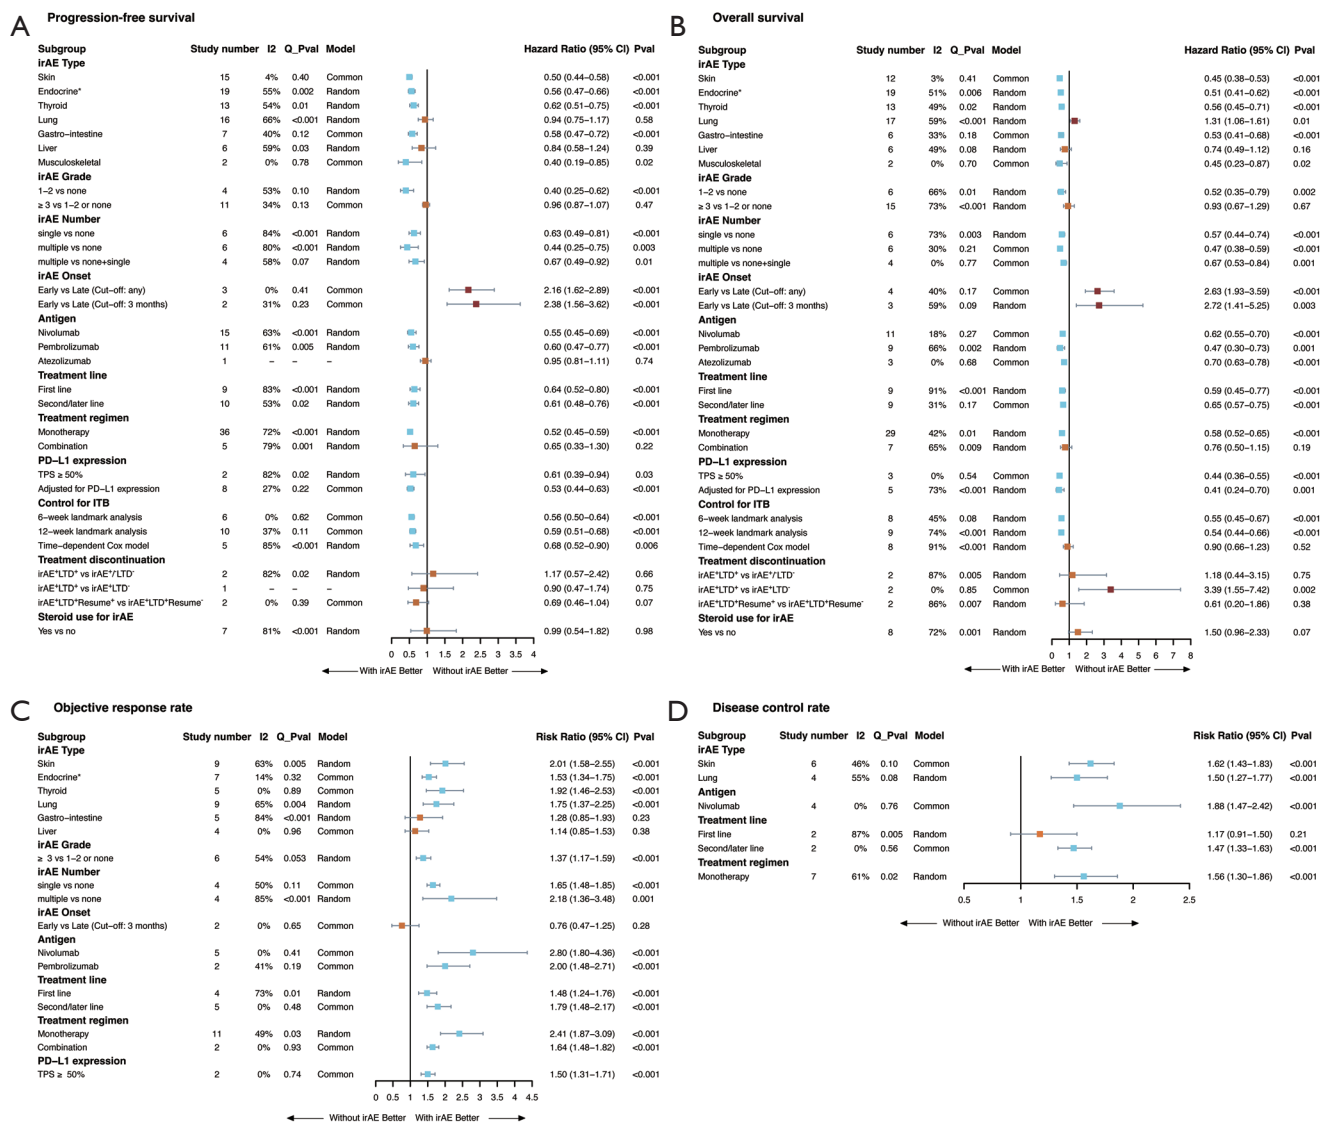 A Progression-free survival
Subgroup Study number I2 Q_Pval Model Hazard Ratio (95% CI) Pval
irAE Type
Skin 15 4% 0.40 Common 0.50 (0.44–0.58) <0.001
Endocrine* 19 55% 0.002 Random 0.56 (0.47–0.66) <0.001
Thyroid 13 54% 0.01 Random 0.62 (0.51–0.75) <0.001
Lung 16 66% <0.001 Random 0.94 (0.75–1.17) 0.58
Gastro–intestine 7 40% 0.12 Common 0.58 (0.47–0.72) <0.001
Liver 6 59% 0.03 Random 0.84 (0.58–1.24) 0.39
Musculoskeletal 2 0% 0.78 Common 0.40 (0.19–0.85) 0.02
irAE Grade
1–2 vs none 4 53% 0.10 Random 0.40 (0.25–0.62) <0.001
≥ 3 vs 1–2 or none 11 34% 0.13 Common 0.96 (0.87–1.07) 0.47
irAE Number
single vs none 6 84% <0.001 Random 0.63 (0.49–0.81) <0.001
multiple vs none 6 80% <0.001 Random 0.44 (0.25–0.75) 0.003
multiple vs none+single 4 58% 0.07 Random 0.67 (0.49–0.92) 0.01
irAE Onset
Early vs Late (Cut–off: any) 3 0% 0.41 Common 2.16 (1.62–2.89) <0.001
Early vs Late (Cut–off: 3 months) 2 31% 0.23 Common 2.38 (1.56–3.62) <0.001
Antigen
Nivolumab 15 63% <0.001 Random 0.55 (0.45–0.69) <0.001
Pembrolizumab 11 61% 0.005 Random 0.60 (0.47–0.77) <0.001
Atezolizumab 1 – – – 0.95 (0.81–1.11) 0.74
Treatment line
First line 9 83% <0.001 Random 0.64 (0.52–0.80) <0.001
Second/later line 10 53% 0.02 Random 0.61 (0.48–0.76) <0.001
Treatment regimen
Monotherapy 36 72% <0.001 Random 0.52 (0.45–0.59) <0.001
Combination 5 79% 0.001 Random 0.65 (0.33–1.30) 0.22
PD–L1 expression
TPS ≥ 50% 2 82% 0.02 Random 0.61 (0.39–0.94) 0.03
Adjusted for PD–L1 expression 8 27% 0.22 Common 0.53 (0.44–0.63) <0.001
Control for ITB
6–week landmark analysis 6 0% 0.62 Common 0.56 (0.50–0.64) <0.001
12–week landmark analysis 10 37% 0.11 Common 0.59 (0.51–0.68) <0.001
Time–dependent Cox model 5 85% <0.001 Random 0.68 (0.52–0.90) 0.006
Treatment discontinuation
irAE+LTD+ vs irAE+/LTD- 2 82% 0.02 Random 1.17 (0.57–2.42) 0.66
irAE+LTD+ vs irAE+LTD- 1 – – – 0.90 (0.47–1.74) 0.75
irAE+LTD+Resume+ vs irAE+LTD+Resume- 2 0% 0.39 Common 0.69 (0.46–1.04) 0.07
Steroid use for irAE
Yes vs no 7 81% <0.001 Random 0.99 (0.54–1.82) 0.98
0 0.5 1 1.5 2 2.5 3 3.5 4
With irAE Better Without irAE Better
B Overall survival
Subgroup Study number I2 Q_Pval Model Hazard Ratio (95% CI) Pval
irAE Type
Skin 12 3% 0.41 Common 0.45 (0.38–0.53) <0.001
Endocrine* 19 51% 0.006 Random 0.51 (0.41–0.62) <0.001
Thyroid 13 49% 0.02 Random 0.56 (0.45–0.71) <0.001
Lung 17 59% <0.001 Random 1.31 (1.06–1.61) 0.01
Gastro–intestine 6 33% 0.18 Common 0.53 (0.41–0.68) <0.001
Liver 6 49% 0.08 Random 0.74 (0.49–1.12) 0.16
Musculoskeletal 2 0% 0.70 Common 0.45 (0.23–0.87) 0.02
irAE Grade
1–2 vs none 6 66% 0.01 Random 0.52 (0.35–0.79) 0.002
≥ 3 vs 1–2 or none 15 73% <0.001 Random 0.93 (0.67–1.29) 0.67
irAE Number
single vs none 6 73% 0.003 Random 0.57 (0.44–0.74) <0.001
multiple vs none 6 30% 0.21 Common 0.47 (0.38–0.59) <0.001
multiple vs none+single 4 0% 0.77 Common 0.67 (0.53–0.84) 0.001
irAE Onset
Early vs Late (Cut–off: any) 4 40% 0.17 Common 2.63 (1.93–3.59) <0.001
Early vs Late (Cut–off: 3 months) 3 59% 0.09 Random 2.72 (1.41–5.25) 0.003
Antigen
Nivolumab 11 18% 0.27 Common 0.62 (0.55–0.70) <0.001
Pembrolizumab 9 66% 0.002 Random 0.47 (0.30–0.73) 0.001
Atezolizumab 3 0% 0.68 Common 0.70 (0.63–0.78) <0.001
Treatment line
First line 9 91% <0.001 Random 0.59 (0.45–0.77) <0.001
Second/later line 9 31% 0.17 Common 0.65 (0.57–0.75) <0.001
Treatment regimen
Monotherapy 29 42% 0.01 Random 0.58 (0.52–0.65) <0.001
Combination 7 65% 0.009 Random 0.76 (0.50–1.15) 0.19
PD–L1 expression
TPS ≥ 50% 3 0% 0.54 Common 0.44 (0.36–0.55) <0.001
Adjusted for PD–L1 expression 5 73% <0.001 Random 0.41 (0.24–0.70) 0.001
Control for ITB
6–week landmark analysis 8 45% 0.08 Random 0.55 (0.45–0.67) <0.001
12–week landmark analysis 9 74% <0.001 Random 0.54 (0.44–0.66) <0.001
Time–dependent Cox model 8 91% <0.001 Random 0.90 (0.66–1.23) 0.52
Treatment discontinuation
irAE+LTD+ vs irAE+/LTD- 2 87% 0.005 Random 1.18 (0.44–3.15) 0.75
irAE+LTD+ vs irAE+LTD- 2 0% 0.85 Common 3.39 (1.55–7.42) 0.002
irAE+LTD+Resume+ vs irAE+LTD+Resume- 2 86% 0.007 Random 0.61 (0.20–1.86) 0.38
Steroid use for irAE
Yes vs no 8 72% 0.001 Random 1.50 (0.96–2.33) 0.07
0 1 2 3 4 5 6 7 8
With irAE Better Without irAE Better
C Objective response rate
Subgroup Study number I2 Q_Pval Model Risk Ratio (95% CI) Pval
irAE Type
Skin 9 63% 0.005 Random 2.01 (1.58–2.55) <0.001
Endocrine* 7 14% 0.32 Common 1.53 (1.34–1.75) <0.001
Thyroid 5 0% 0.89 Common 1.92 (1.46–2.53) <0.001
Lung 9 65% 0.004 Random 1.75 (1.37–2.25) <0.001
Gastro–intestine 5 84% <0.001 Random 1.28 (0.85–1.93) 0.23
Liver 4 0% 0.96 Common 1.14 (0.85–1.53) 0.38
irAE Grade
≥ 3 vs 1–2 or none 6 54% 0.053 Random 1.37 (1.17–1.59) <0.001
irAE Number
single vs none 4 50% 0.11 Common 1.65 (1.48–1.85) <0.001
multiple vs none 4 85% <0.001 Random 2.18 (1.36–3.48) 0.001
irAE Onset
Early vs Late (Cut–off: 3 months) 2 0% 0.65 Common 0.76 (0.47–1.25) 0.28
Antigen
Nivolumab 5 0% 0.41 Common 2.80 (1.80–4.36) <0.001
Pembrolizumab 2 41% 0.19 Common 2.00 (1.48–2.71) <0.001
Treatment line
First line 4 73% 0.01 Random 1.48 (1.24–1.76) <0.001
Second/later line 5 0% 0.48 Common 1.79 (1.48–2.17) <0.001
Treatment regimen
Monotherapy 11 49% 0.03 Random 2.41 (1.87–3.09) <0.001
Combination 2 0% 0.93 Common 1.64 (1.48–1.82) <0.001
PD–L1 expression
TPS ≥ 50% 2 0% 0.74 Common 1.50 (1.31–1.71) <0.001
0 0.5 1 1.5 2 2.5 3 3.5 4 4.5
Without irAE Better With irAE Better
D Disease control rate
Subgroup Study number I2 Q_Pval Model Risk Ratio (95% CI) Pval
irAE Type
Skin 6 46% 0.10 Common 1.62 (1.43–1.83) <0.001
Lung 4 55% 0.08 Random 1.50 (1.27–1.77) <0.001
Antigen
Nivolumab 4 0% 0.76 Common 1.88 (1.47–2.42) <0.001
Treatment line
First line 2 87% 0.005 Random 1.17 (0.91–1.50) 0.21
Second/later line 2 0% 0.56 Common 1.47 (1.33–1.63) <0.001
Treatment regimen
Monotherapy 7 61% 0.02 Random 1.56 (1.30–1.86) <0.001
0.5 1 1.5 2 2.5
Without irAE Better With irAE Better